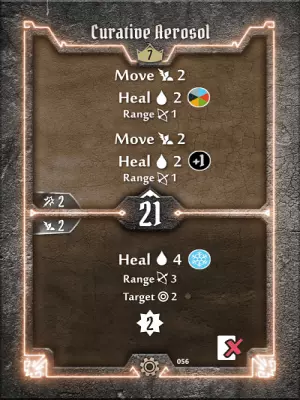 Curative Aerosol
7
Move 2
Heal 2
Range 1
Move 2
Heal 2 +1
Range 1
2
21
2
Heal 4
Range 3
Target 2
2
056